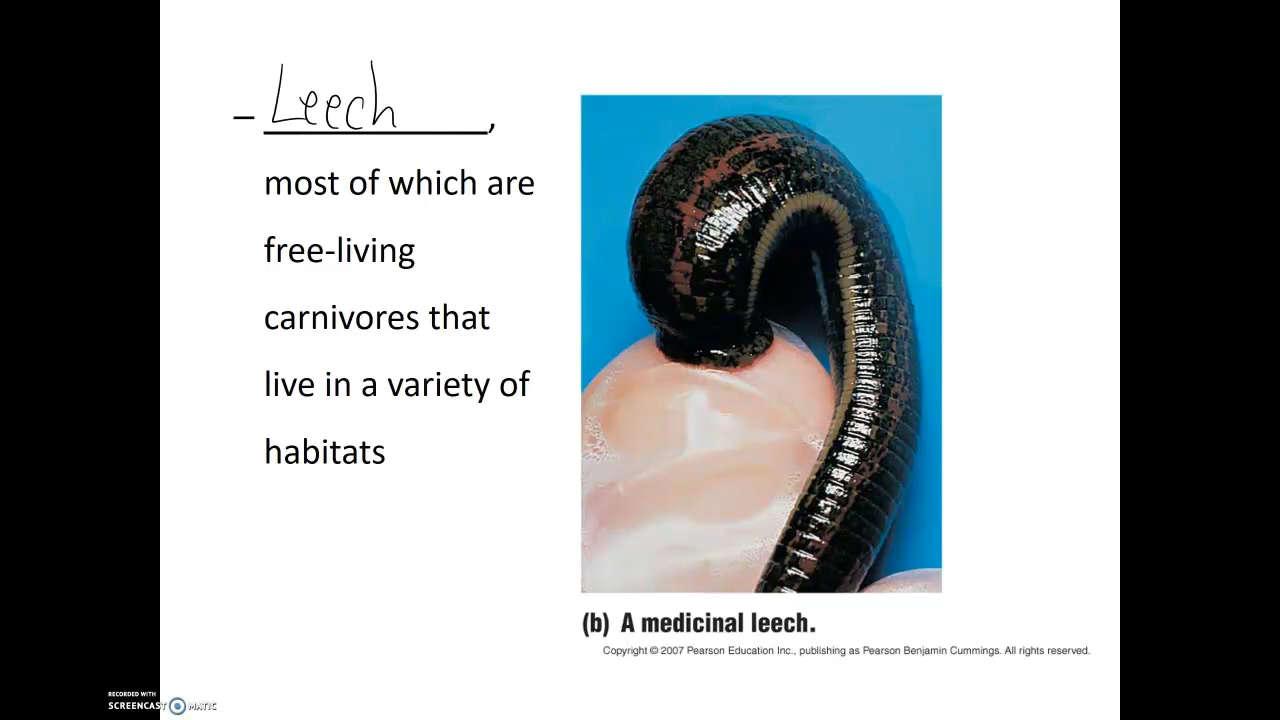 – Leech,
most of which are
free-living
carnivores that
live in a variety of
habitats
(b) A medicinal leech.
Copyright © 2007 Pearson Education Inc., publishing as Pearson Benjamin Cummings. All rights reserved.
RECORDED WITH
SCREENCAST MATIC